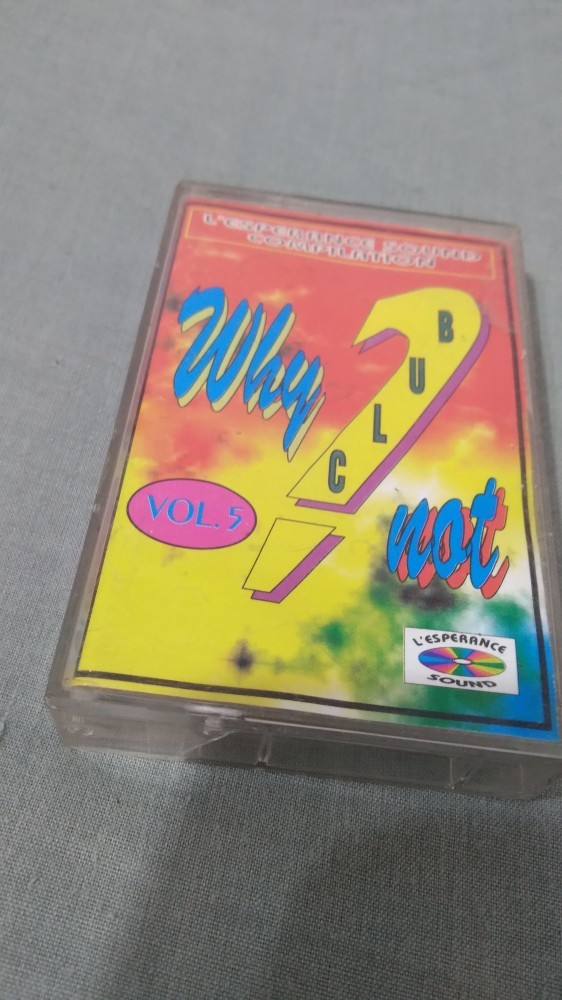 L'ESPERANCE SOUND
COMPILATION
Why
?
CLUB
not
VOL. 5
L'ESPERANCE
SOUND